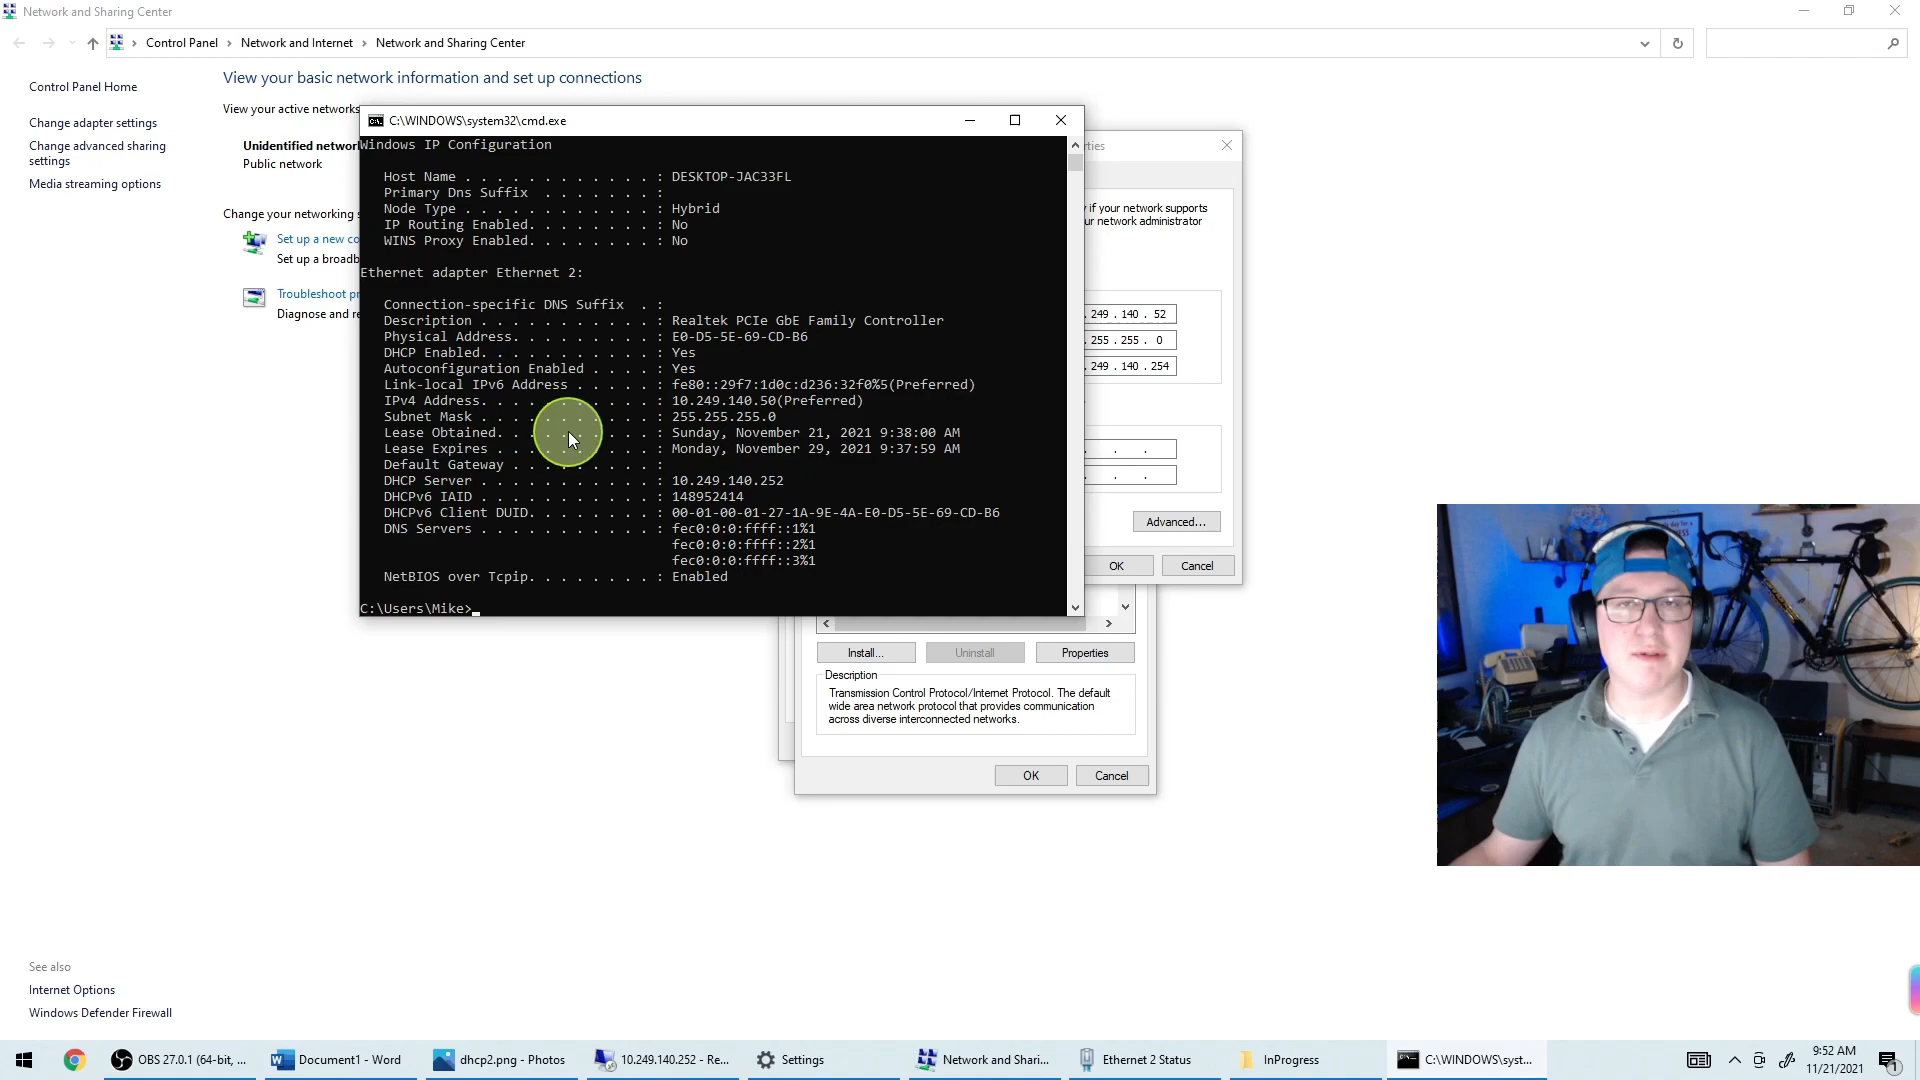 Network and Sharing Center
Control Panel > Network and Internet > Network and Sharing Center
Control Panel Home
Change adapter settings
Change advanced sharing
settings
Media streaming options
View your basic network information and set up connections
View your active networks
Unidentified networ
Public network
Change your networking s
Set up a new co
Set up a broadb
Troubleshoot pr
Diagnose and re
C:\WINDOWS\system32\cmd.exe
Windows IP Configuration
Host Name . . . . . . . . . . . . : DESKTOP-JAC33FL
Primary Dns Suffix  . . . . . . . :
Node Type . . . . . . . . . . . . : Hybrid
IP Routing Enabled. . . . . . . . : No
WINS Proxy Enabled. . . . . . . . : No
Ethernet adapter Ethernet 2:
Connection-specific DNS Suffix  . :
Description . . . . . . . . . . . : Realtek PCIe GbE Family Controller
Physical Address. . . . . . . . . : E0-D5-5E-69-CD-B6
DHCP Enabled. . . . . . . . . . . : Yes
Autoconfiguration Enabled . . . . : Yes
Link-local IPv6 Address . . . . . : fe80::29f7:1d0c:d236:32f0%5(Preferred)
IPv4 Address. . . . . . . . . . . : 10.249.140.50(Preferred)
Subnet Mask . . . . . . . . . . . : 255.255.255.0
Lease Obtained. . . . . . . . . . : Sunday, November 21, 2021 9:38:00 AM
Lease Expires . . . . . . . . . . : Monday, November 29, 2021 9:37:59 AM
Default Gateway . . . . . . . . . :
DHCP Server . . . . . . . . . . . : 10.249.140.252
DHCPv6 IAID . . . . . . . . . . . : 148952414
DHCPv6 Client DUID. . . . . . . . : 00-01-00-01-27-1A-9E-4A-E0-D5-5E-69-CD-B6
DNS Servers . . . . . . . . . . . : fec0:0:0:ffff::1%1
fec0:0:0:ffff::2%1
fec0:0:0:ffff::3%1
NetBIOS over Tcpip. . . . . . . . : Enabled
C:\Users\Mike>
rties
if your network supports
ur network administrator
. 249 . 140 . 52
. 255 . 255 . 0
. 249 . 140 . 254
Advanced...
OK Cancel
Install... Uninstall Properties
Description
Transmission Control Protocol/Internet Protocol. The default
wide area network protocol that provides communication
across diverse interconnected networks.
OK Cancel
See also
Internet Options
Windows Defender Firewall
OBS 27.0.1 (64-bit, ...
Document1 - Word
dhcp2.png - Photos
10.249.140.252 - Re...
Settings
Network and Shari...
Ethernet 2 Status
InProgress
C:\WINDOWS\syst...
9:52 AM
11/21/2021
1